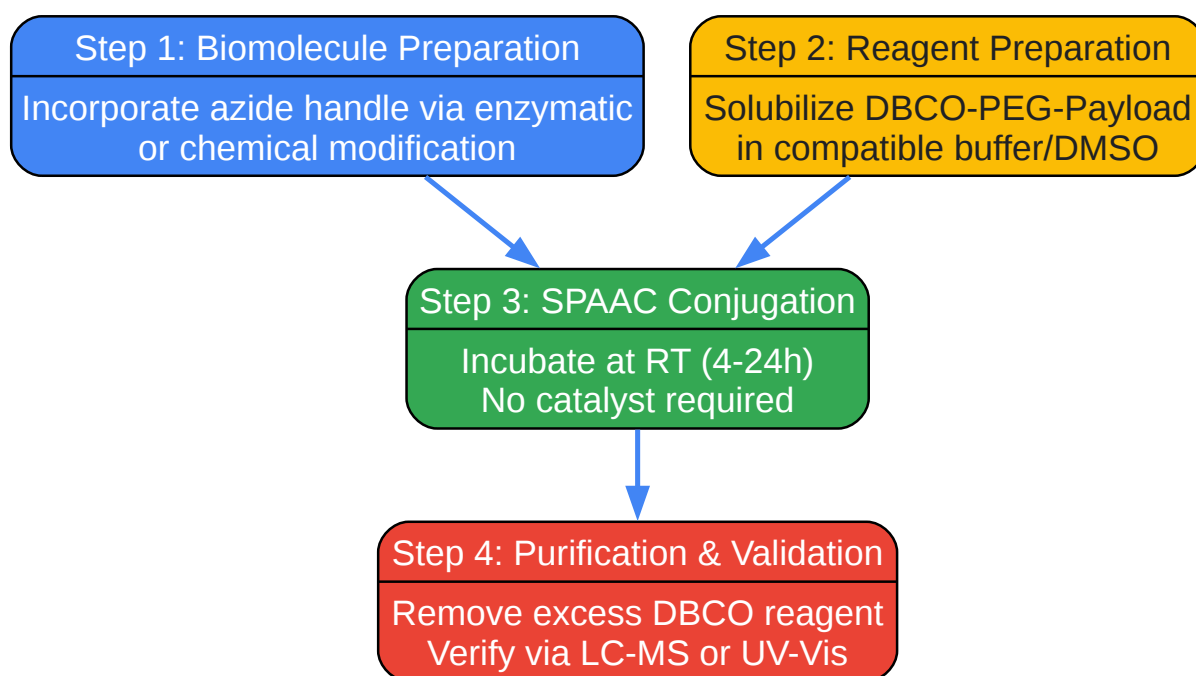 Step 1: Biomolecule Preparation
Incorporate azide handle via enzymatic
or chemical modification
Step 2: Reagent Preparation
Solubilize DBCO-PEG-Payload
in compatible buffer/DMSO
Step 3: SPAAC Conjugation
Incubate at RT (4-24h)
No catalyst required
Step 4: Purification & Validation
Remove excess DBCO reagent
Verify via LC-MS or UV-Vis